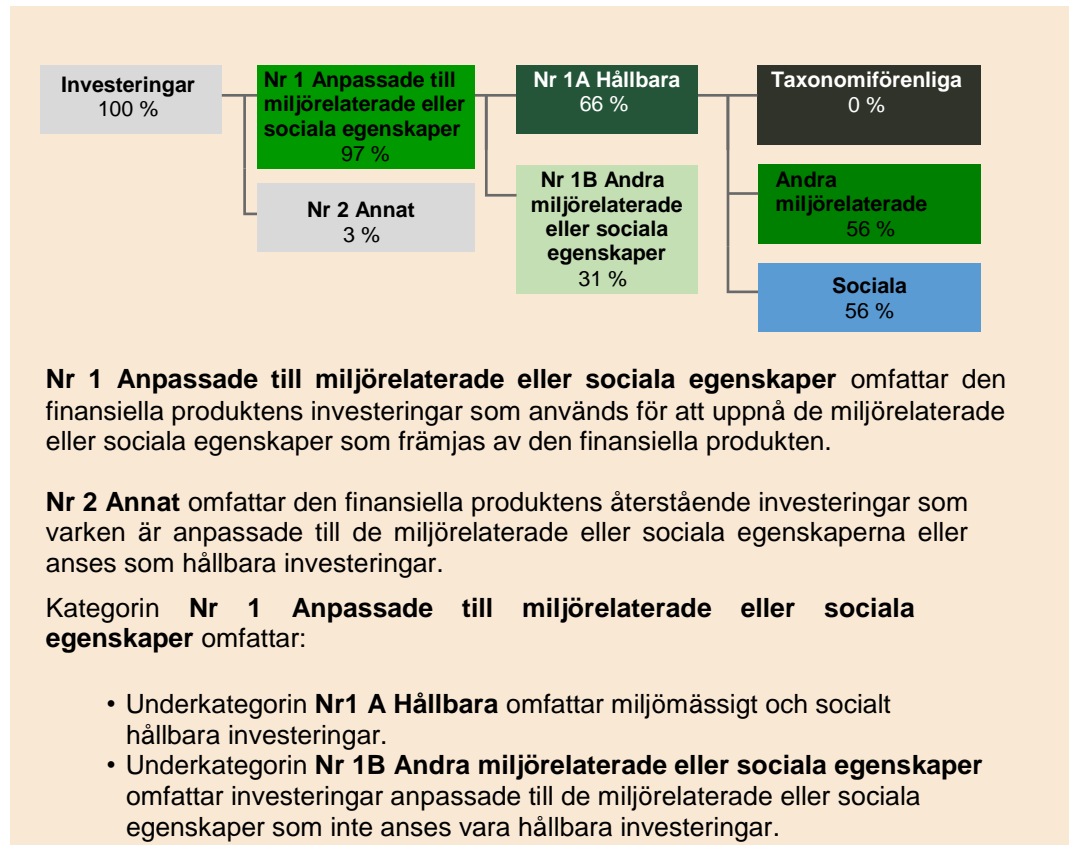 Investeringar
100 %
Nr 1 Anpassade till
miljörelaterade eller
sociala egenskaper
97 %
Nr 2 Annat
3 %
Nr 1A Hållbara
66 %
Nr 1B Andra
miljörelaterade
eller sociala
egenskaper
31 %
Taxonomiförenliga
0 %
Andra
miljörelaterade
56 %
Sociala
56 %
Nr 1 Anpassade till miljörelaterade eller sociala egenskaper omfattar den
finansiella produktens investeringar som används för att uppnå de miljörelaterade
eller sociala egenskaper som främjas av den finansiella produkten.
Nr 2 Annat omfattar den finansiella produktens återstående investeringar som
varken är anpassade till de miljörelaterade eller sociala egenskaperna eller
anses som hållbara investeringar.
Kategorin Nr 1 Anpassade till miljörelaterade eller sociala
egenskaper omfattar:
• Underkategorin Nr1 A Hållbara omfattar miljömässigt och socialt
hållbara investeringar.
• Underkategorin Nr 1B Andra miljörelaterade eller sociala egenskaper
omfattar investeringar anpassade till de miljörelaterade eller sociala
egenskaper som inte anses vara hållbara investeringar.